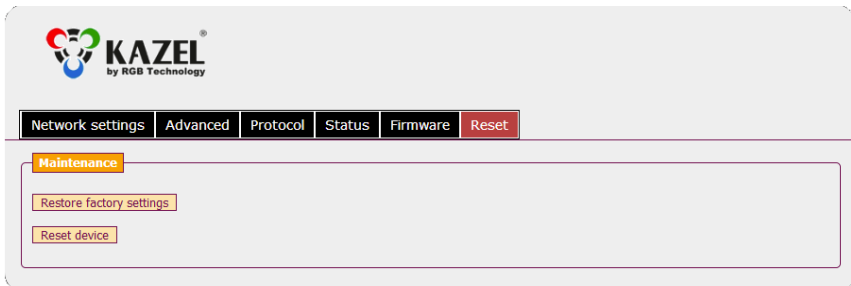 KAZEL®
by RGB Technology
Network settings Advanced Protocol Status Firmware Reset
Maintenance
Restore factory settings
Reset device